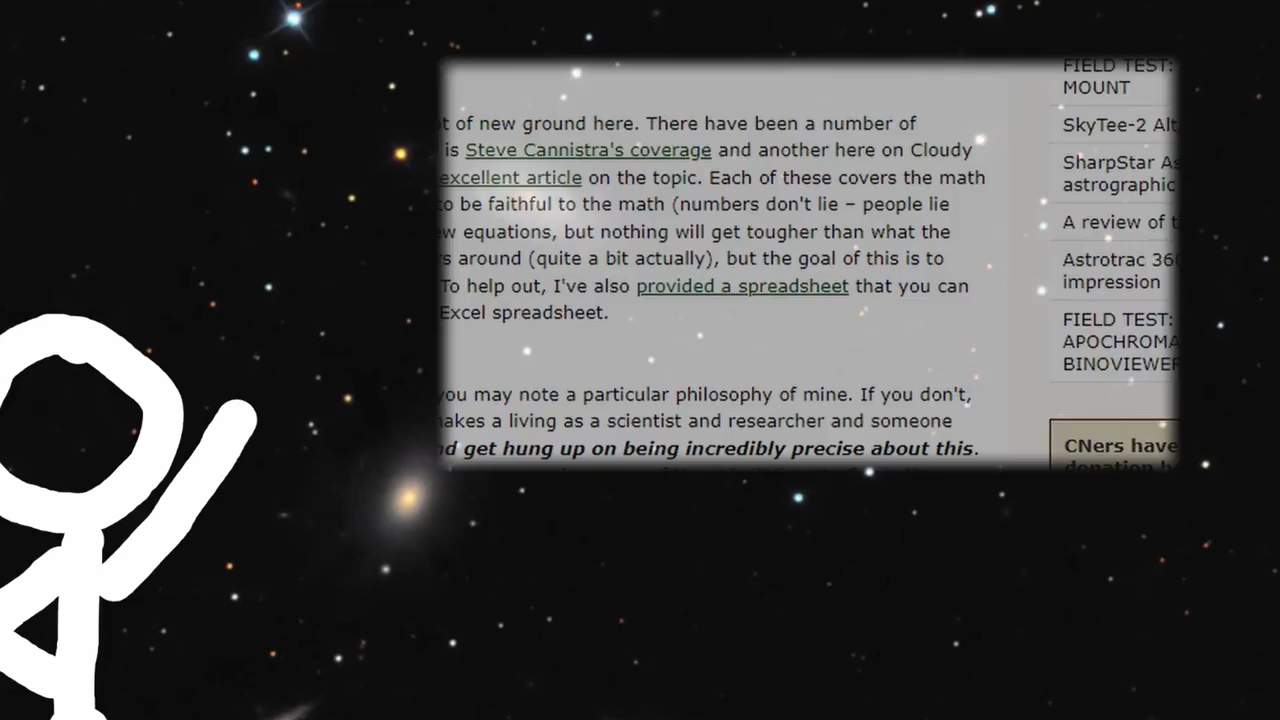 of new ground here. There have been a number of
is Steve Cannistra's coverage and another here on Cloudy
excellent article on the topic. Each of these covers the math
to be faithful to the math (numbers don't lie – people lie
equations, but nothing will get tougher than what the
around (quite a bit actually), but the goal of this is to
To help out, I've also provided a spreadsheet that you can
Excel spreadsheet.
you may note a particular philosophy of mine. If you don't,
makes a living as a scientist and researcher and someone
get hung up on being incredibly precise about this.
FIELD TEST:
MOUNT
SkyTee-2 Alt
SharpStar As
astrographic
A review of t
Astrotrac 360
impression
FIELD TEST:
APOCHROMA
BINOVIEWER
CNers have
donation